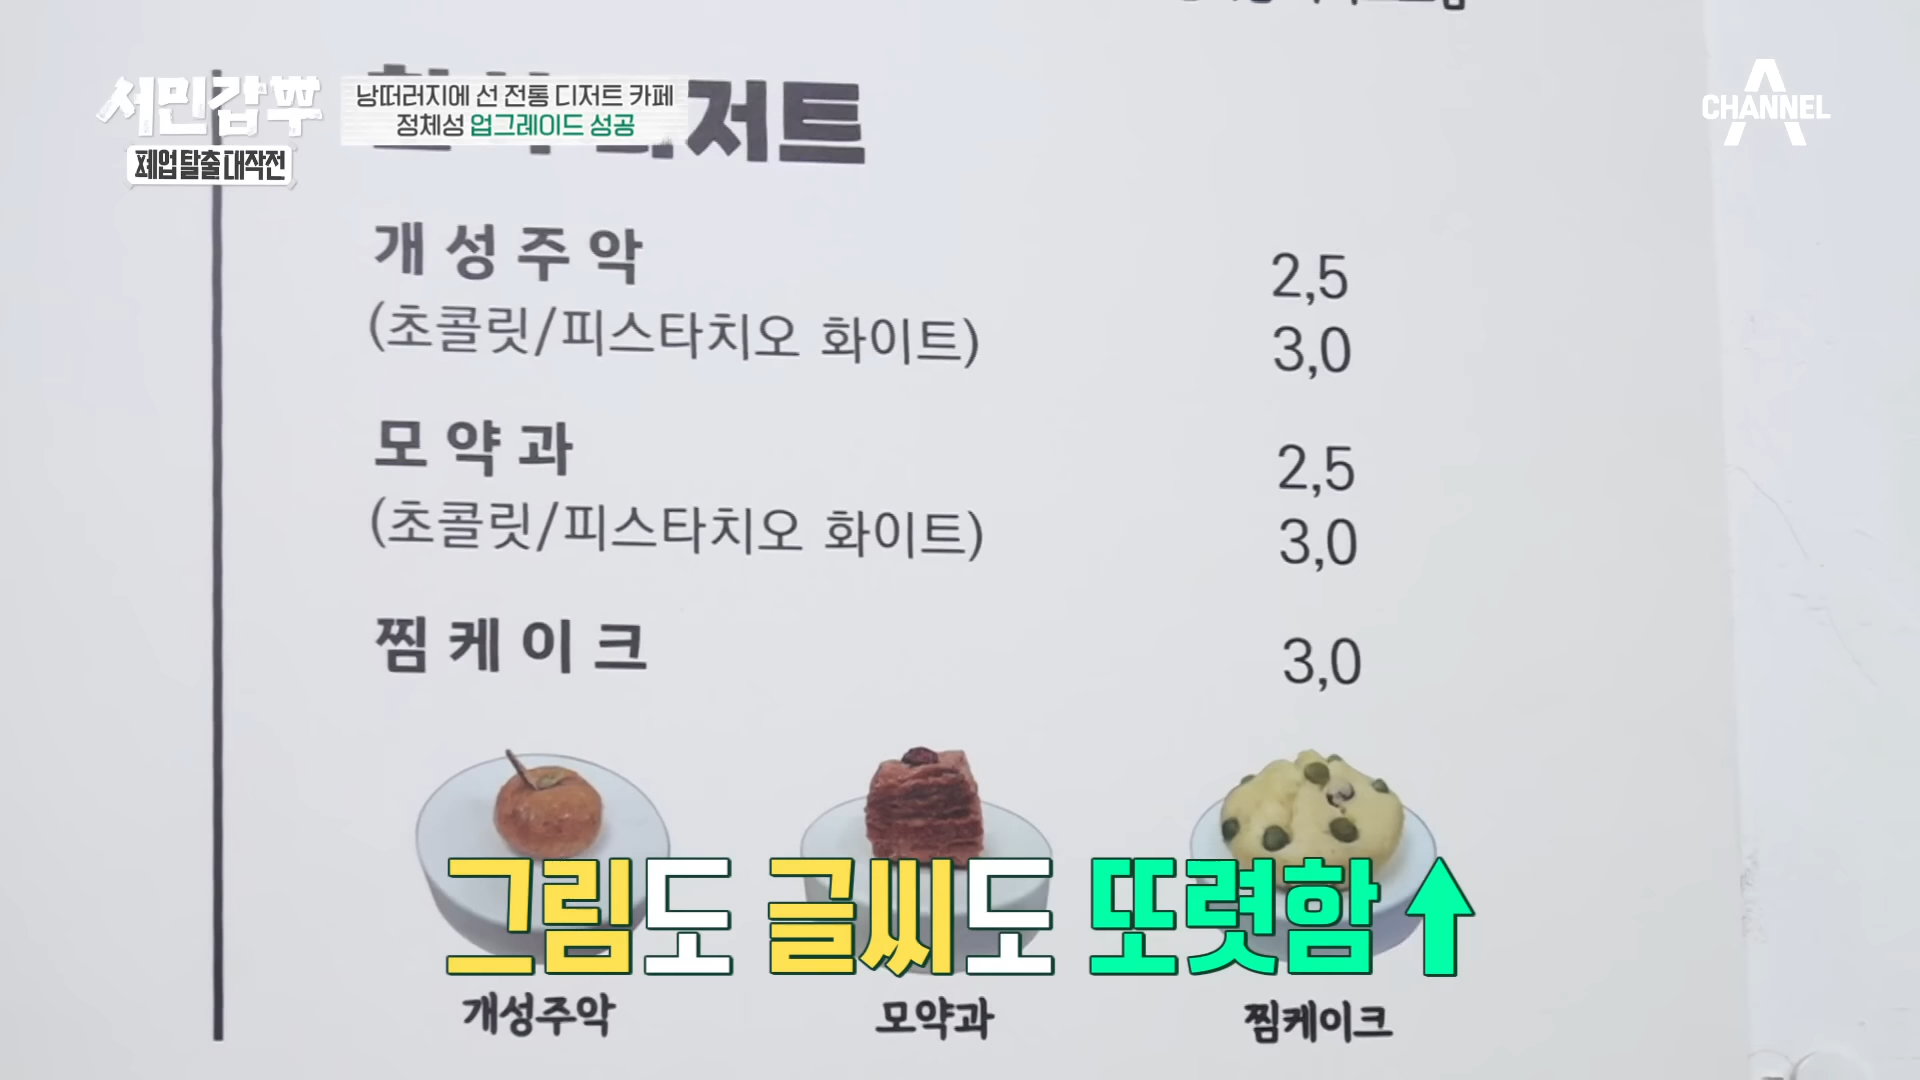 서민갑부
폐업 탈출 대작전
낭떠러지에 선 전통 디저트 카페
정체성 업그레이드 성공
CHANNEL A
저트
개성주악 2,5
(초콜릿/피스타치오 화이트) 3,0
모약과 2,5
(초콜릿/피스타치오 화이트) 3,0
찜케이크 3,0
그림도 글씨도 또렷함↑
개성주악 모약과 찜케이크